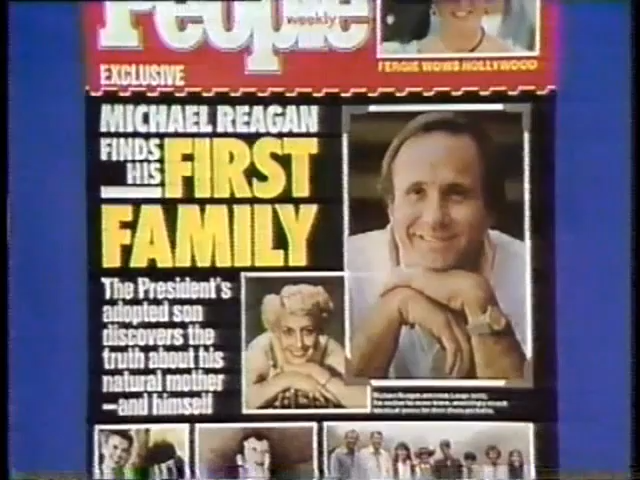 People
weekly
EXCLUSIVE
FERGIE WOWS HOLLYWOOD
MICHAEL REAGAN
FINDS
HIS
FIRST
FAMILY
The President's
adopted son
discovers the
truth about his
natural mother
—and himself